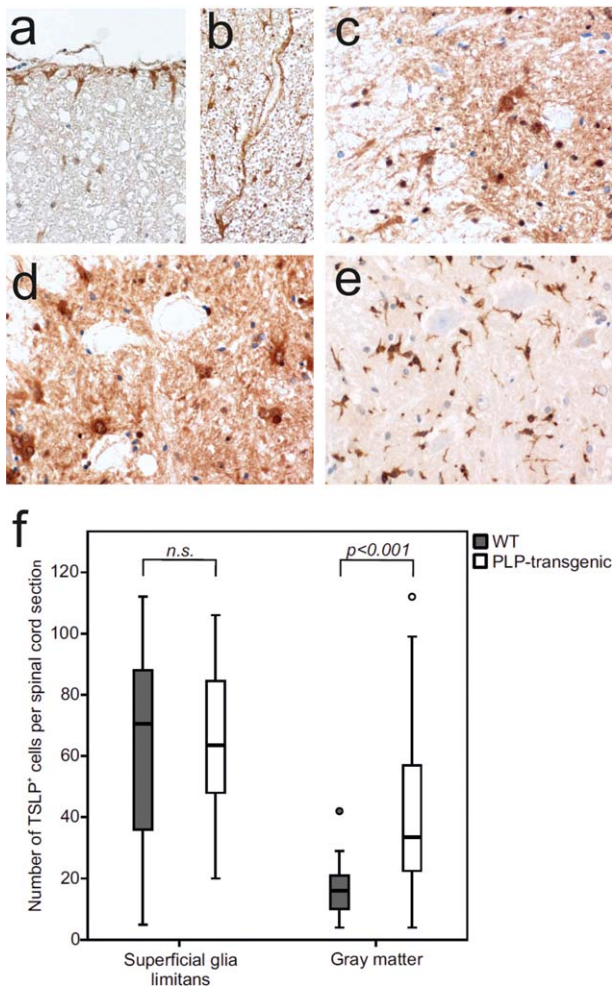 a
b
c
d
e
f
n.s.
p<0.001
WT
PLP-transgenic
120
100
80
60
40
20
0
Number of TSLP⁺ cells per spinal cord section
Superficial glia
limitans
Gray matter